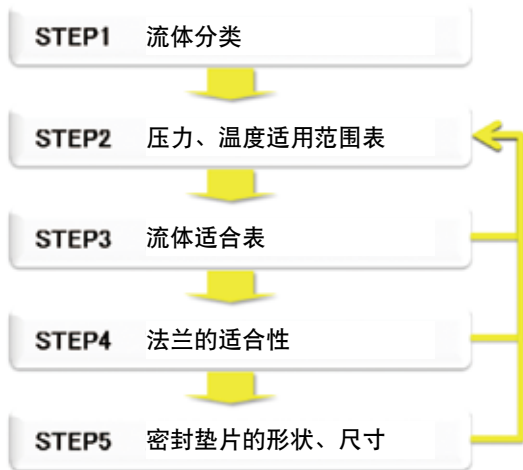 STEP1 流体分类
STEP2 压力、温度适用范围表
STEP3 流体适合表
STEP4 法兰的适合性
STEP5 密封垫片的形状、尺寸